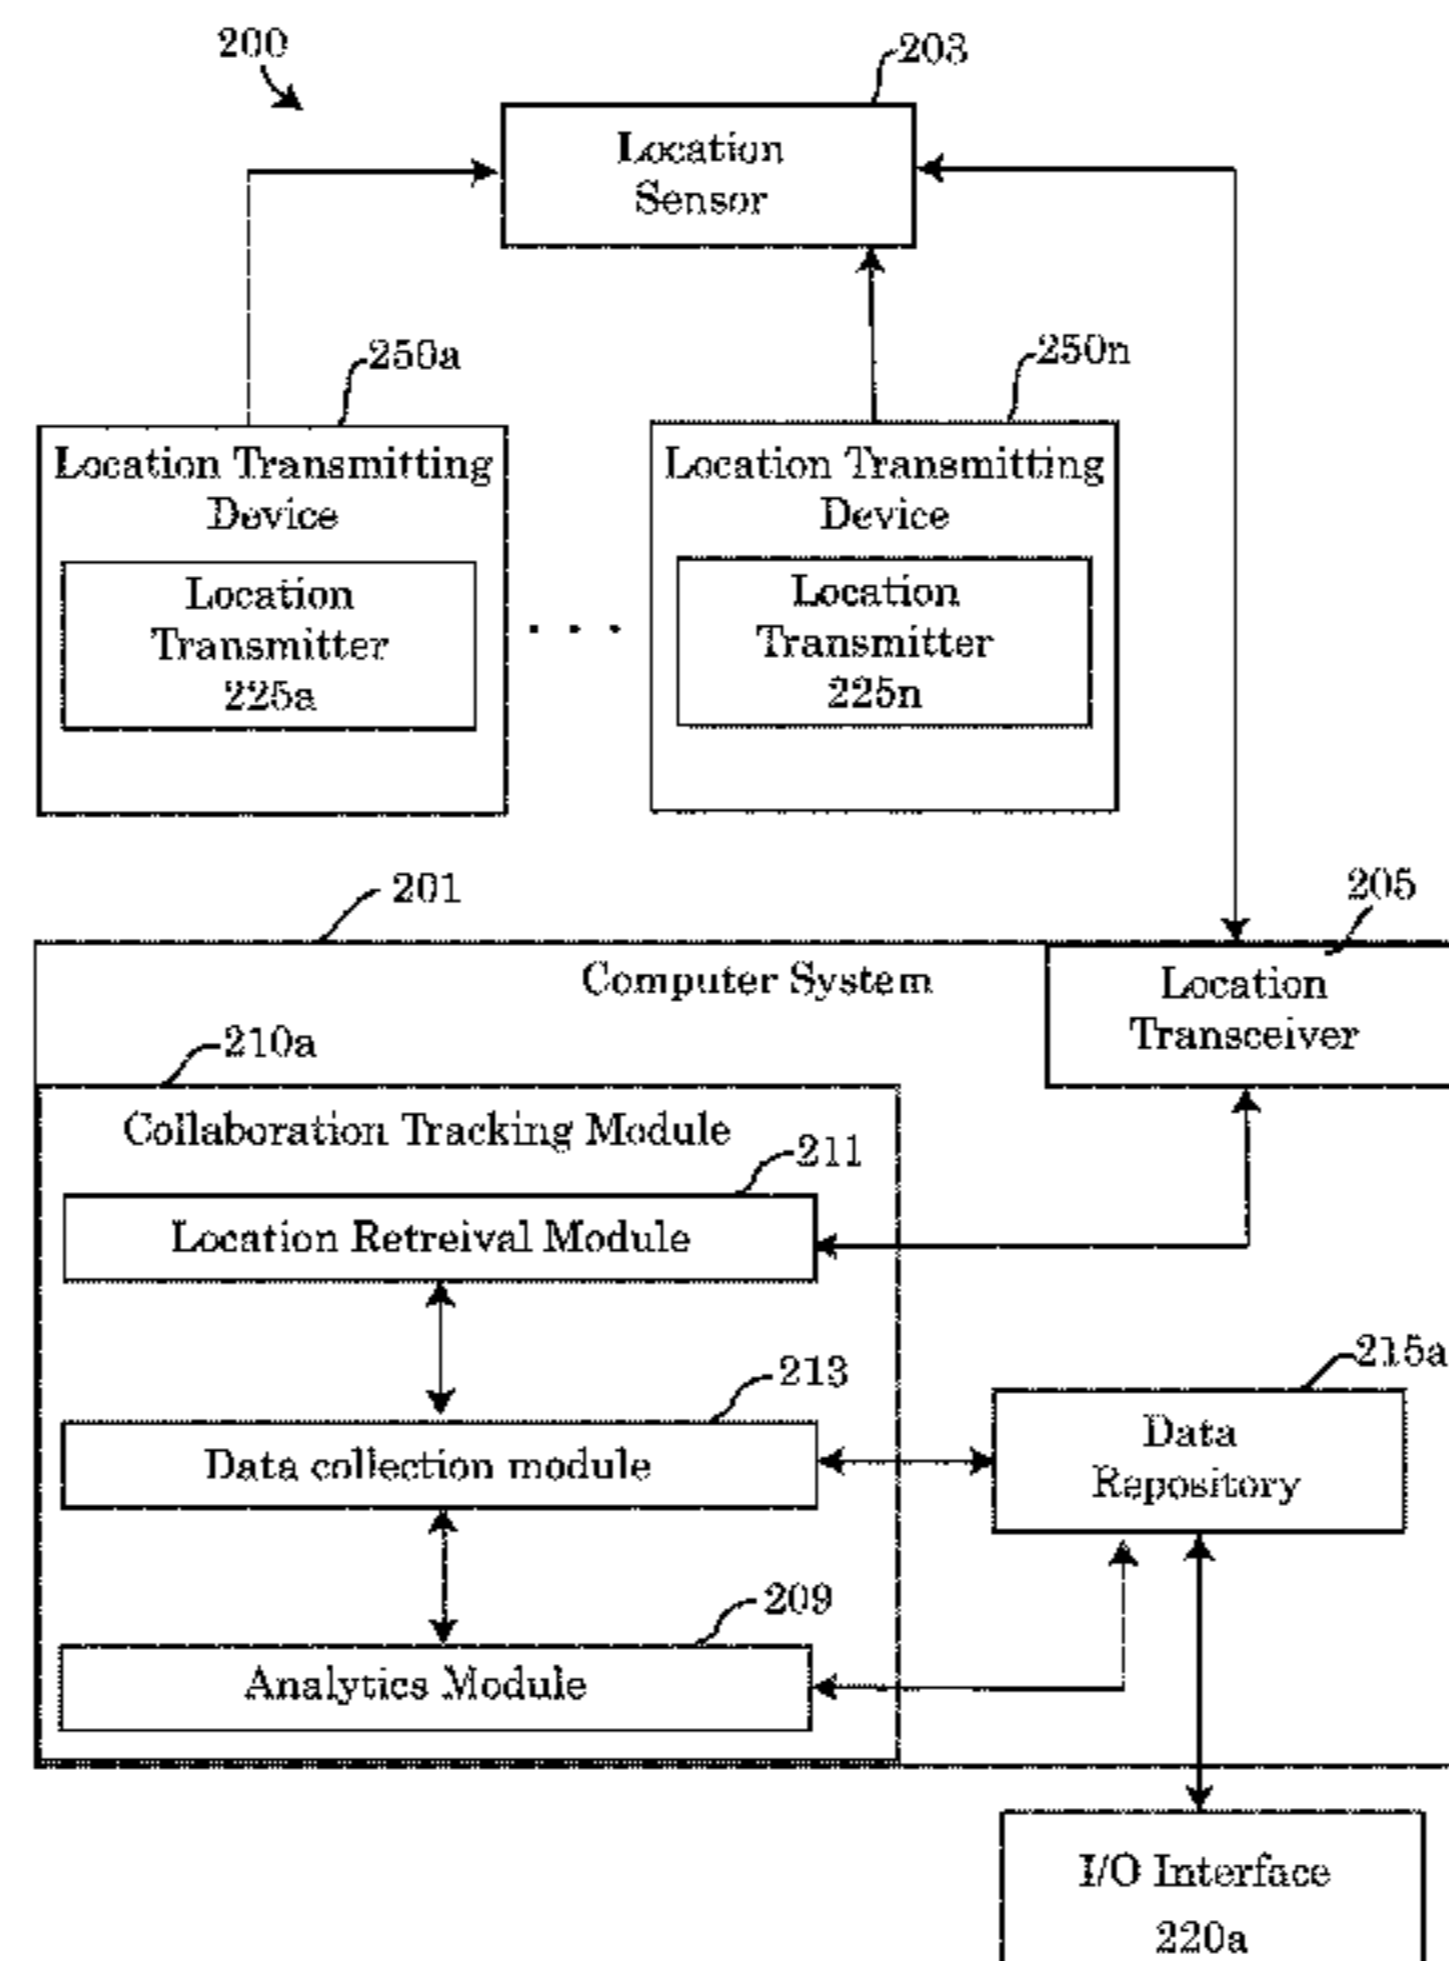 200
203
Location
Sensor
250a
250n
Location Transmitting
Device
Location
Transmitter
225a
. . .
Location Transmitting
Device
Location
Transmitter
225n
201
205
Computer System
Location
Transceiver
210a
Collaboration Tracking Module
211
Location Retreival Module
213
Data collection module
215a
Data
Repository
209
Analytics Module
I/O Interface
220a